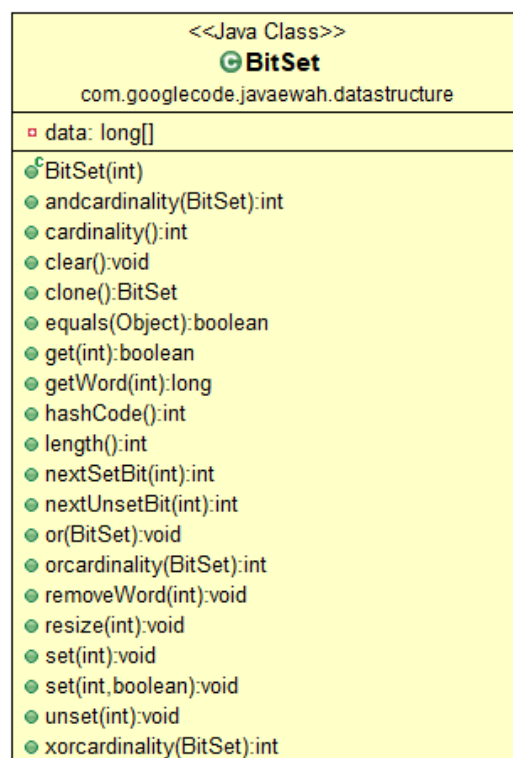 <<Java Class>>
BitSet
com.googlecode.javaewah.datastructure
data: long[]
BitSet(int)
andcardinality(BitSet):int
cardinality():int
clear():void
clone():BitSet
equals(Object):boolean
get(int):boolean
getWord(int):long
hashCode():int
length():int
nextSetBit(int):int
nextUnsetBit(int):int
or(BitSet):void
orcardinality(BitSet):int
removeWord(int):void
resize(int):void
set(int):void
set(int,boolean):void
unset(int):void
xorcardinality(BitSet):int